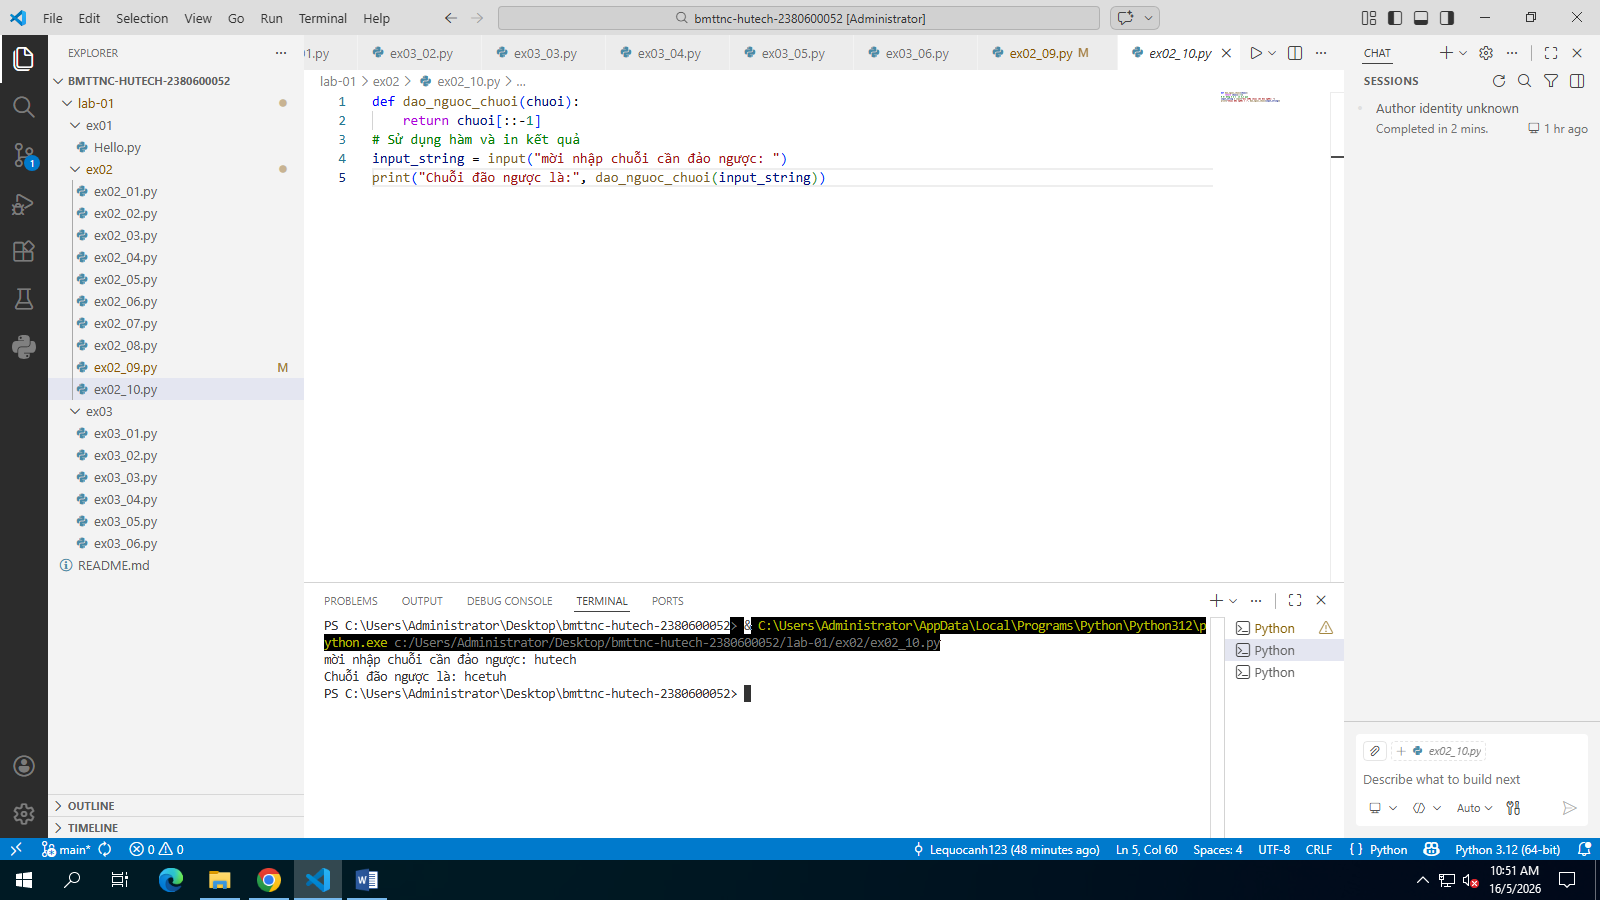 File Edit Selection View Go Run Terminal Help
bmttnc-hutech-2380600052 [Administrator]
EXPLORER
BMTTNC-HUTECH-2380600052
lab-01
ex01
Hello.py
ex02
ex02_01.py
ex02_02.py
ex02_03.py
ex02_04.py
ex02_05.py
ex02_06.py
ex02_07.py
ex02_08.py
ex02_09.py M
ex02_10.py
ex03
ex03_01.py
ex03_02.py
ex03_03.py
ex03_04.py
ex03_05.py
ex03_06.py
README.md
OUTLINE
TIMELINE
1
01.py ex03_02.py ex03_03.py ex03_04.py ex03_05.py ex03_06.py ex02_09.py M ex02_10.py
lab-01 > ex02 > ex02_10.py > ...
1 def dao_nguoc_chuoi(chuoi):
2 return chuoi[::-1]
3 # Sử dụng hàm và in kết quả
4 input_string = input("mời nhập chuỗi cần đảo ngược: ")
5 print("Chuỗi đão ngược là:", dao_nguoc_chuoi(input_string))
PROBLEMS OUTPUT DEBUG CONSOLE TERMINAL PORTS
PS C:\Users\Administrator\Desktop\bmttnc-hutech-2380600052> & C:\Users\Administrator\AppData\Local\Programs\Python\Python312\p
ython.exe c:/Users/Administrator/Desktop/bmttnc-hutech-2380600052/lab-01/ex02/ex02_10.py
mời nhập chuỗi cần đảo ngược: hutech
Chuỗi đão ngược là: hcetuh
PS C:\Users\Administrator\Desktop\bmttnc-hutech-2380600052>
Python
Python
Python
CHAT
SESSIONS
Author identity unknown
Completed in 2 mins. 1 hr ago
ex02_10.py
Describe what to build next
Auto
main* 0 0 Lequocanh123 (48 minutes ago) Ln 5, Col 60 Spaces: 4 UTF-8 CRLF { } Python Python 3.12 (64-bit)
10:51 AM
16/5/2026